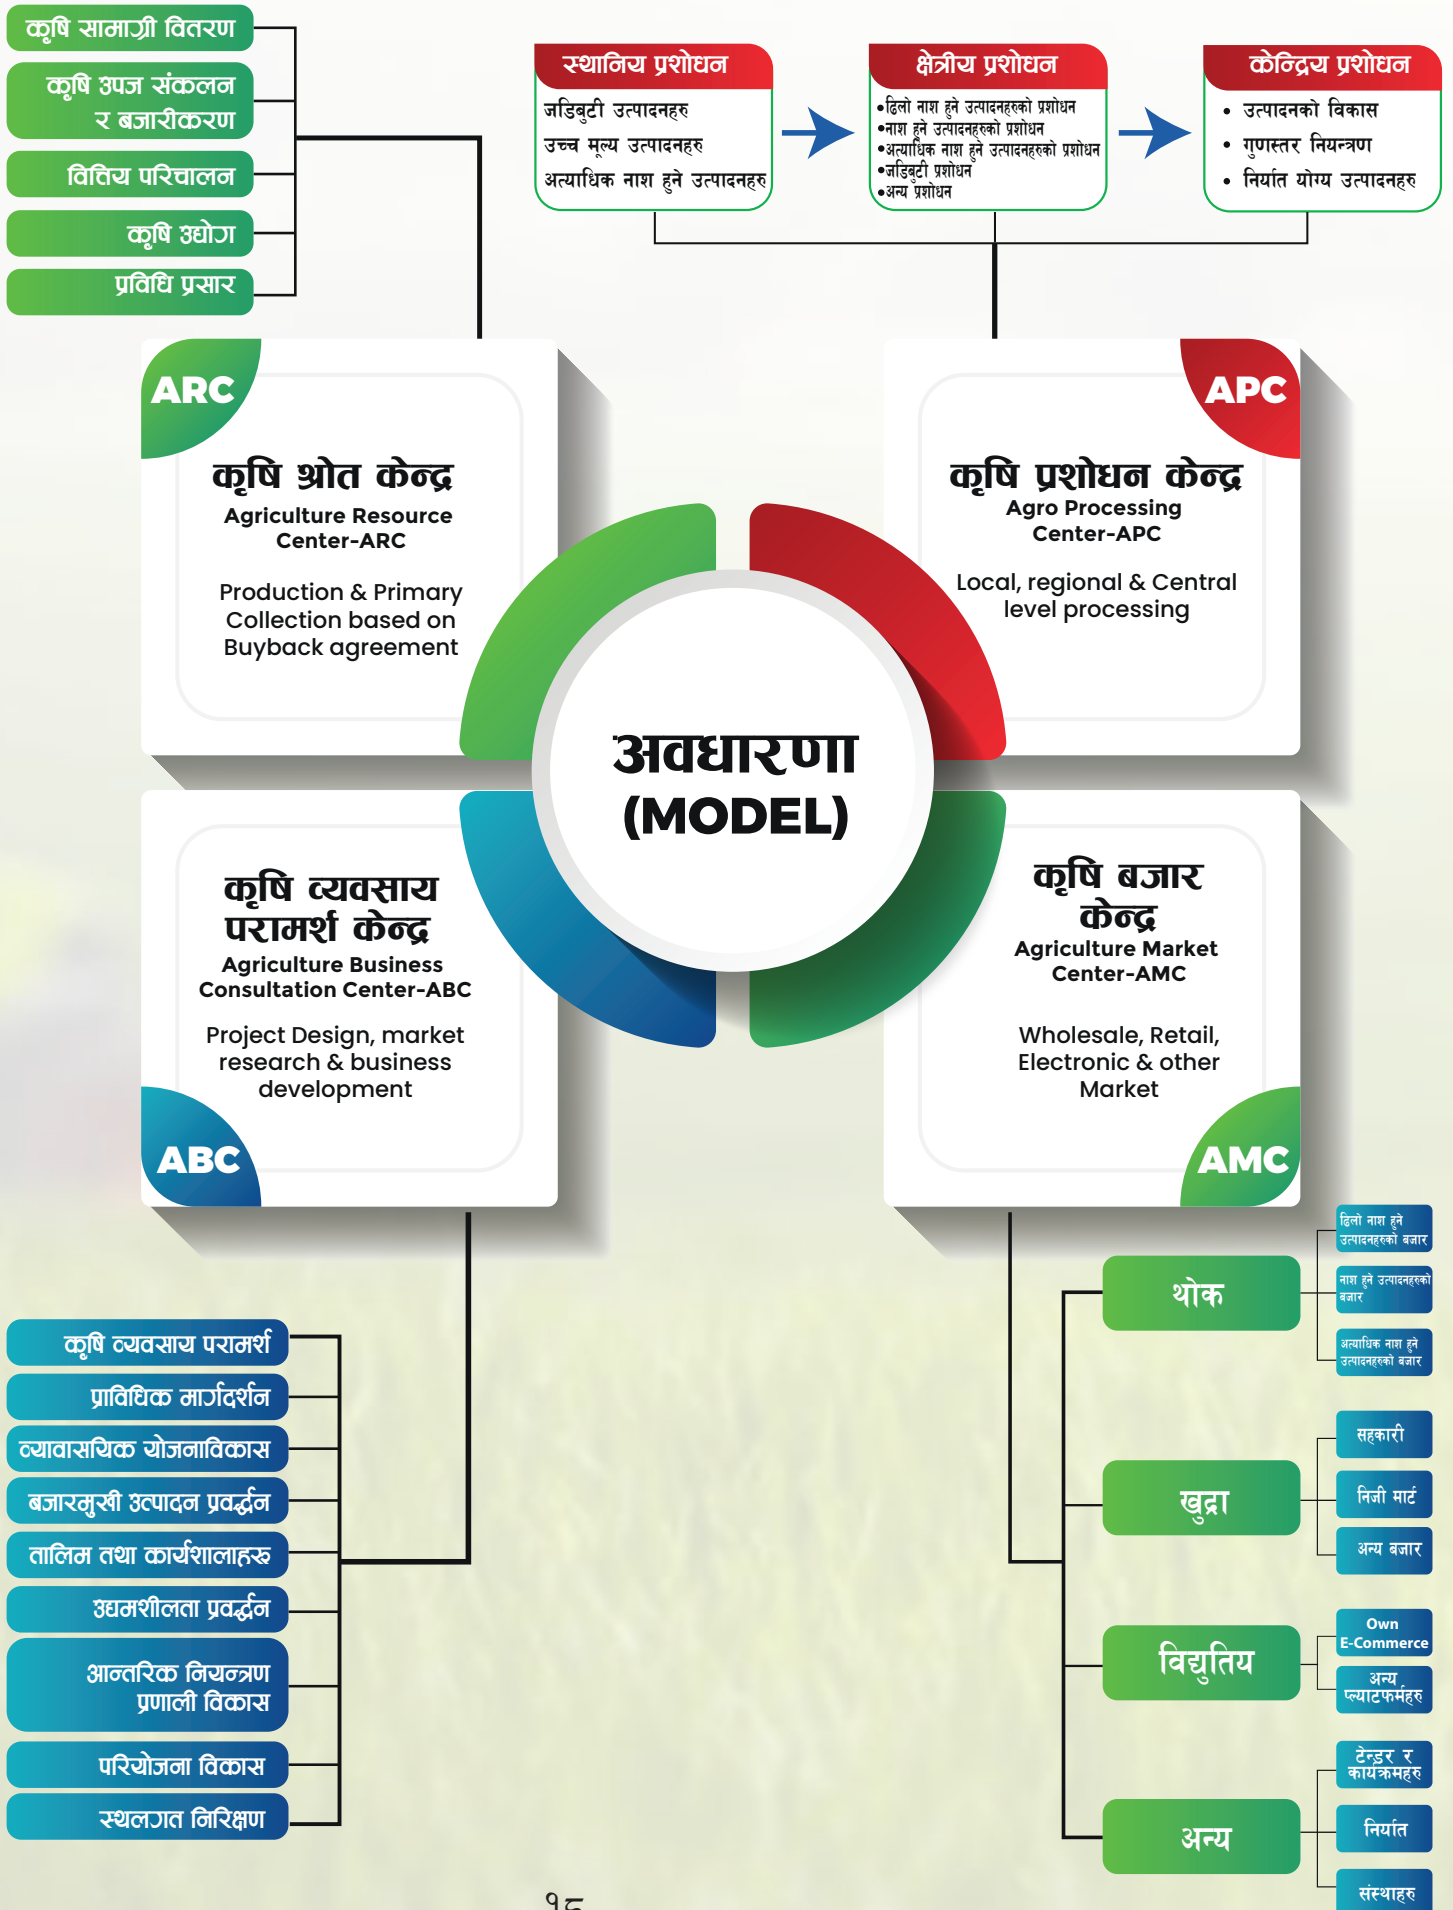 कृषि सामाग्री वितरण
कृषि उपज संकलन
र बजारीकरण
वित्तिय परिचालन
कृषि उद्योग
प्रविधि प्रसार
स्थानिय प्रशोधन
जडिबुटी उत्पादनहरु
उच्च मूल्य उत्पादनहरु
अत्याधिक नाश हुने उत्पादनहरु
क्षेत्रीय प्रशोधन
•ढिलो नाश हुने उत्पादनहरुको प्रशोधन
•नाश हुने उत्पादनहरुको प्रशोधन
•अत्याधिक नाश हुने उत्पादनहरुको प्रशोधन
•जडिबुटी प्रशोधन
•अन्य प्रशोधन
केन्द्रिय प्रशोधन
• उत्पादनको विकास
• गुणस्तर नियन्त्रण
• निर्यात योग्य उत्पादनहरु
ARC
कृषि श्रोत केन्द्र
Agriculture Resource
Center-ARC
Production & Primary
Collection based on
Buyback agreement
APC
कृषि प्रशोधन केन्द्र
Agro Processing
Center-APC
Local, regional & Central
level processing
अवधारणा
(MODEL)
कृषि व्यवसाय
परामर्श केन्द्र
Agriculture Business
Consultation Center-ABC
Project Design, market
research & business
development
ABC
कृषि बजार
केन्द्र
Agriculture Market
Center-AMC
Wholesale, Retail,
Electronic & other
Market
AMC
कृषि व्यवसाय परामर्श
प्राविधिक मार्गदर्शन
व्यावासयिक योजनाविकास
बजारमुखी उत्पादन प्रवर्द्धन
तालिम तथा कार्यशालाहरु
उद्यमशीलता प्रवर्द्धन
आन्तरिक नियन्त्रण
प्रणाली विकास
परियोजना विकास
स्थलगत निरिक्षण
थोक
ढिलो नाश हुने
उत्पादनहरुको बजार
नाश हुने उत्पादनहरुको
बजार
अत्याधिक नाश हुने
उत्पादनहरुको बजार
खुद्रा
सहकारी
निजी मार्ट
अन्य बजार
विद्युतिय
Own
E-Commerce
अन्य
प्ल्याटफर्महरु
अन्य
टेन्डर र
कार्यक्रमहरु
निर्यात
संस्थाहरु
१८